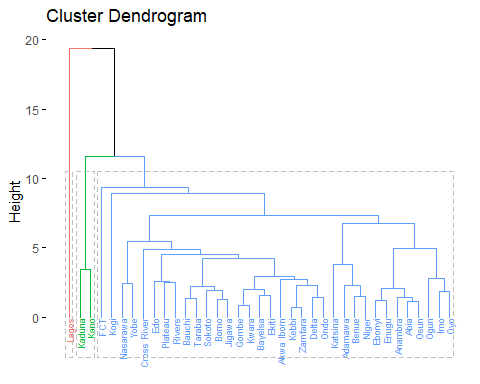 Cluster Dendrogram
20
15
10
5
0
Height
Lagos
Kaduna
Kano
FCT
Kogi
Nasarawa
Yobe
Cross River
Edo
Plateau
Rivers
Bauchi
Taraba
Sokoto
Borno
Jigawa
Gombe
Kwara
Bayelsa
Ekiti
Akwa Ibom
Kebbi
Zamfara
Delta
Ondo
Katsina
Adamawa
Benue
Niger
Ebonyi
Enugu
Anambra
Abia
Osun
Ogun
Imo
Oyo